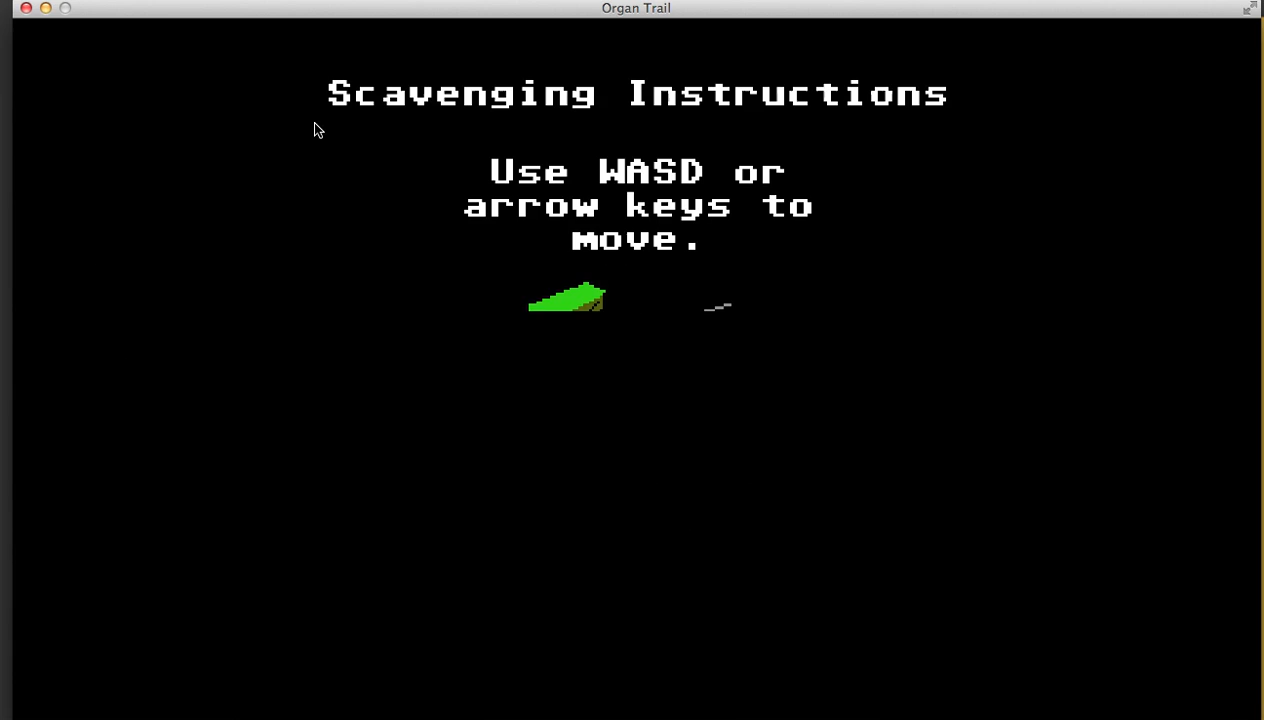 Organ Trail
Scavenging Instructions
Use WASD or
arrow keys to
move.